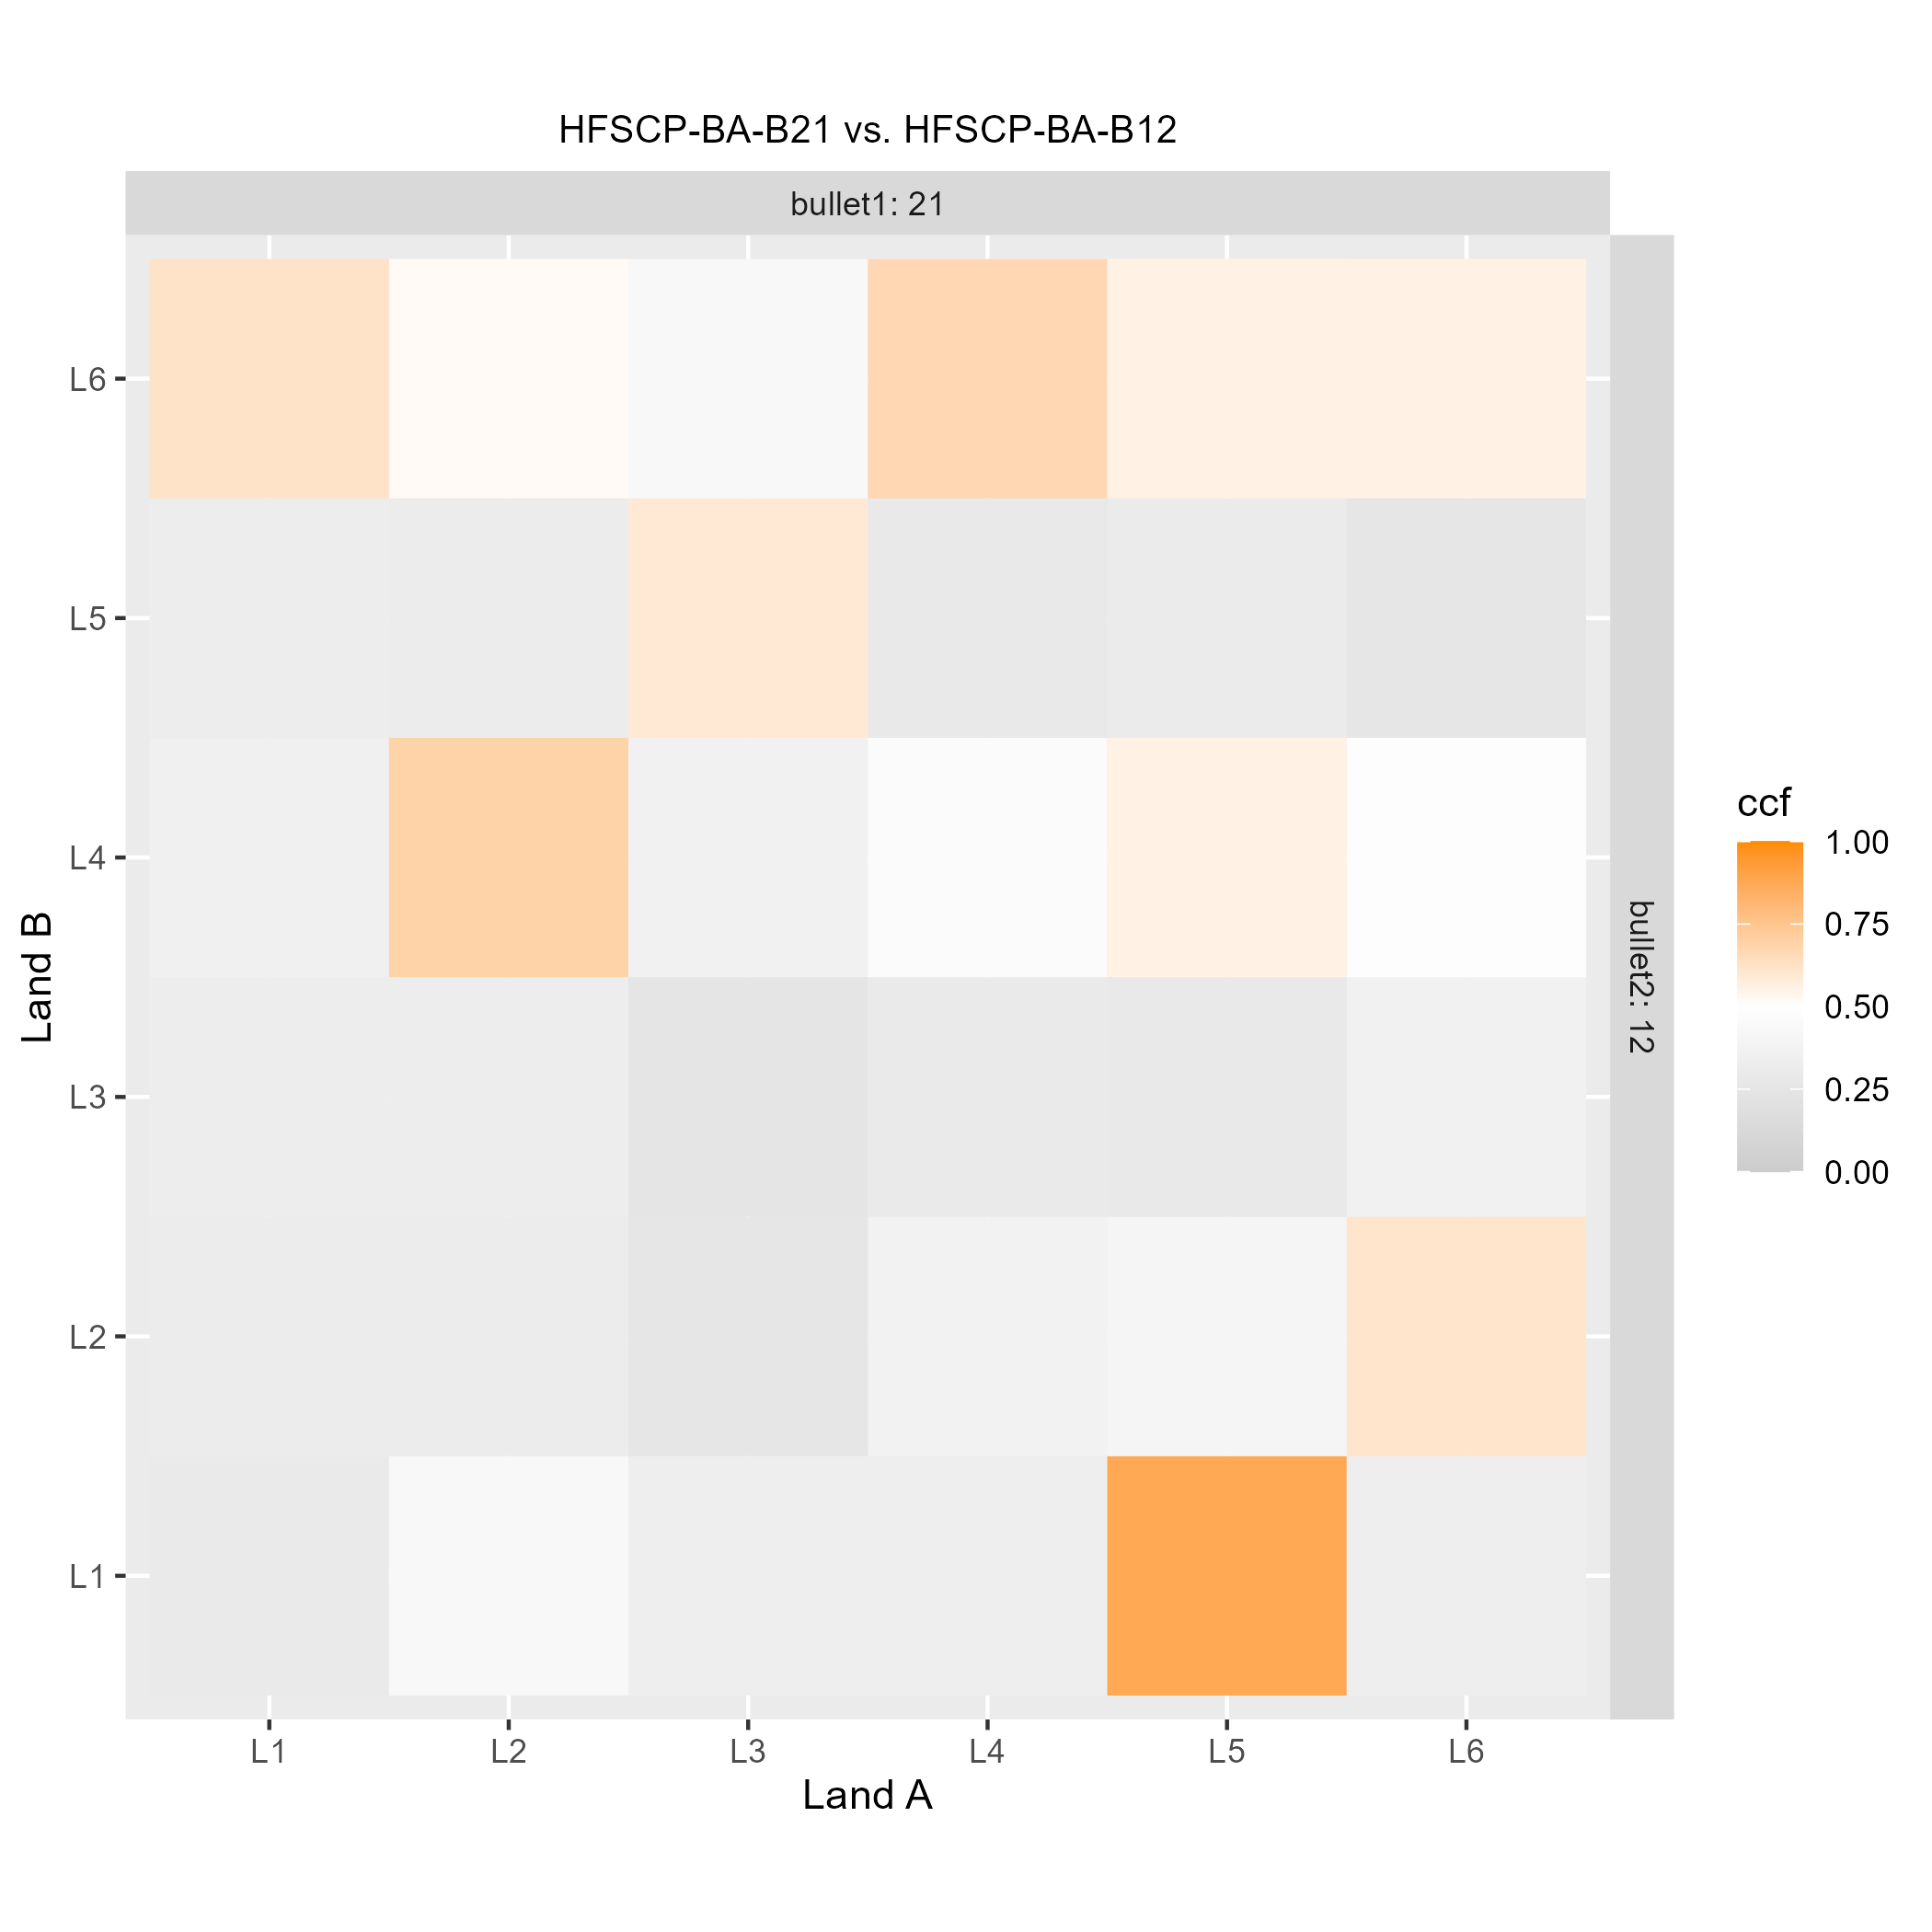 HFSCP-BA-B21 vs. HFSCP-BA-B12
bullet1: 21
L6
L5
L4
L3
L2
L1
Land B
bullet2: 12
L1 L2 L3 L4 L5 L6
Land A
ccf
1.00
0.75
0.50
0.25
0.00